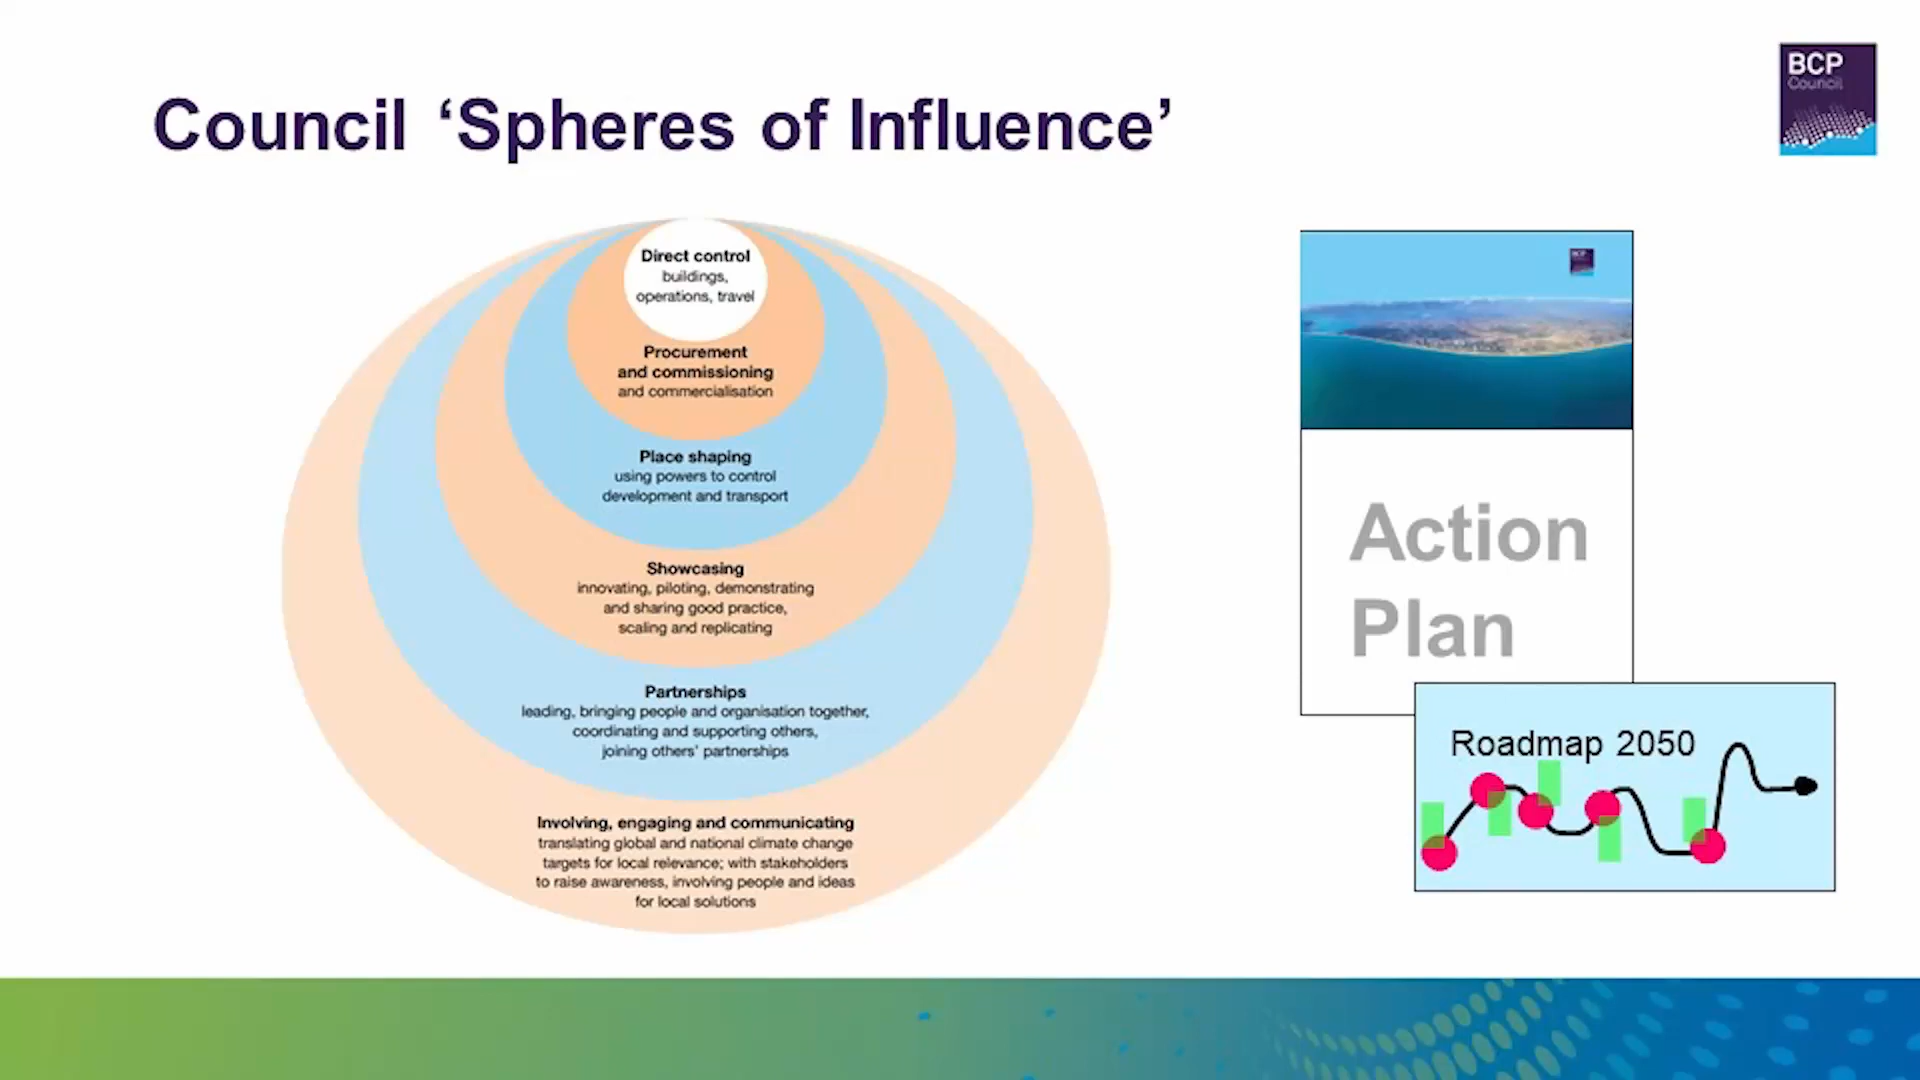 Council ‘Spheres of Influence’
BCP
Council
Direct control
buildings,
operations, travel
Procurement
and commissioning
and commercialisation
Place shaping
using powers to control
development and transport
Showcasing
innovating, piloting, demonstrating
and sharing good practice,
scaling and replicating
Partnerships
leading, bringing people and organisation together,
coordinating and supporting others,
joining others’ partnerships
Involving, engaging and communicating
translating global and national climate change
targets for local relevance; with stakeholders
to raise awareness, involving people and ideas
for local solutions
BCP
Action
Plan
Roadmap 2050